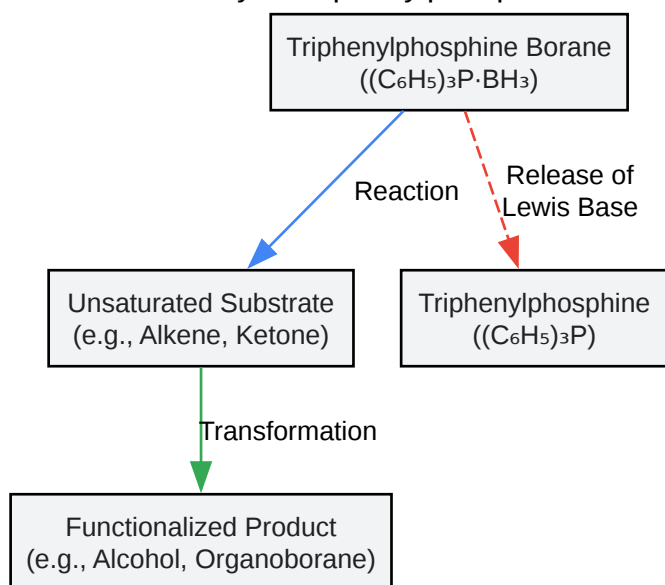 Triphenylphosphine Borane
((C₆H₅)₃P·BH₃)
Reaction
Release of
Lewis Base
Unsaturated Substrate
(e.g., Alkene, Ketone)
Triphenylphosphine
((C₆H₅)₃P)
Transformation
Functionalized Product
(e.g., Alcohol, Organoborane)